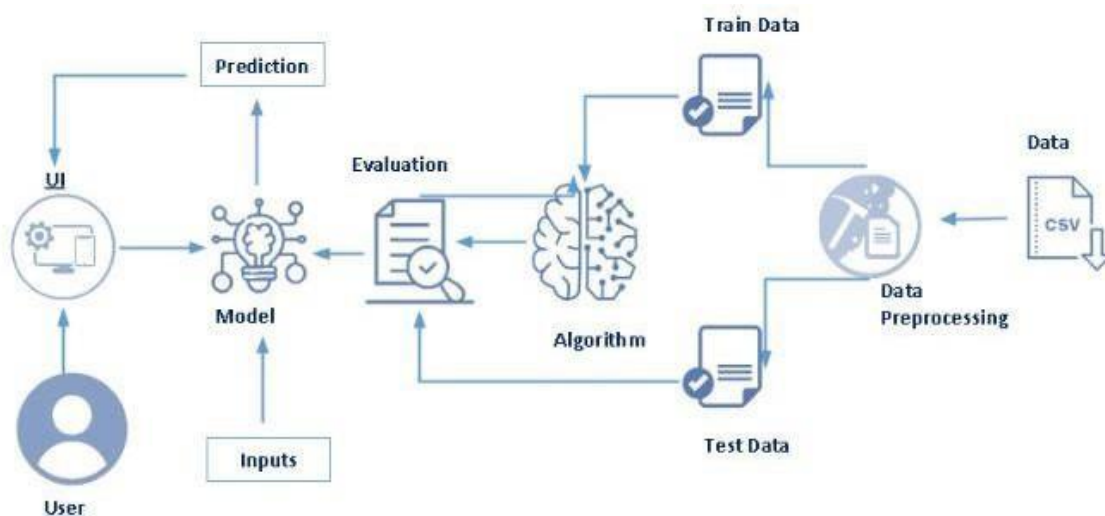 Train Data
Prediction
Data
Evaluation
UI
CSV
Model
Data
Preprocessing
Algorithm
Inputs
Test Data
User